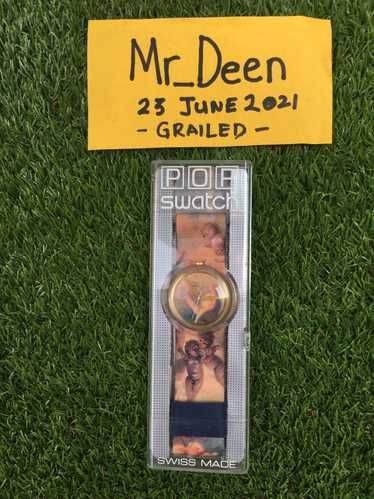 Mr_Deen
23 JUNE 2021
- GRAILED -
POP
swatch
SWISS MADE